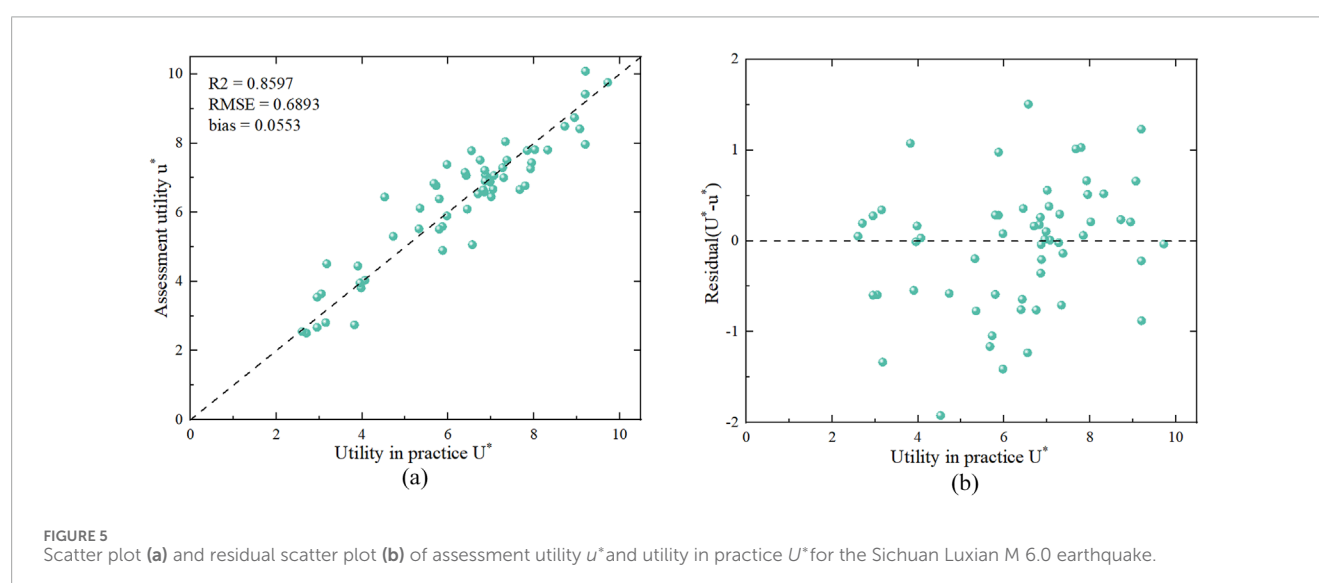 R2 = 0.8597
RMSE = 0.6893
bias = 0.0553
Assessment utility u*
10
8
6
4
2
0
0 2 4 6 8 10
Utility in practice U*
(a)
Residual(U*-u*)
2
1
0
-1
-2
0 2 4 6 8 10
Utility in practice U*
(b)
FIGURE 5
Scatter plot (a) and residual scatter plot (b) of assessment utility u*and utility in practice U*for the Sichuan Luxian M 6.0 earthquake.